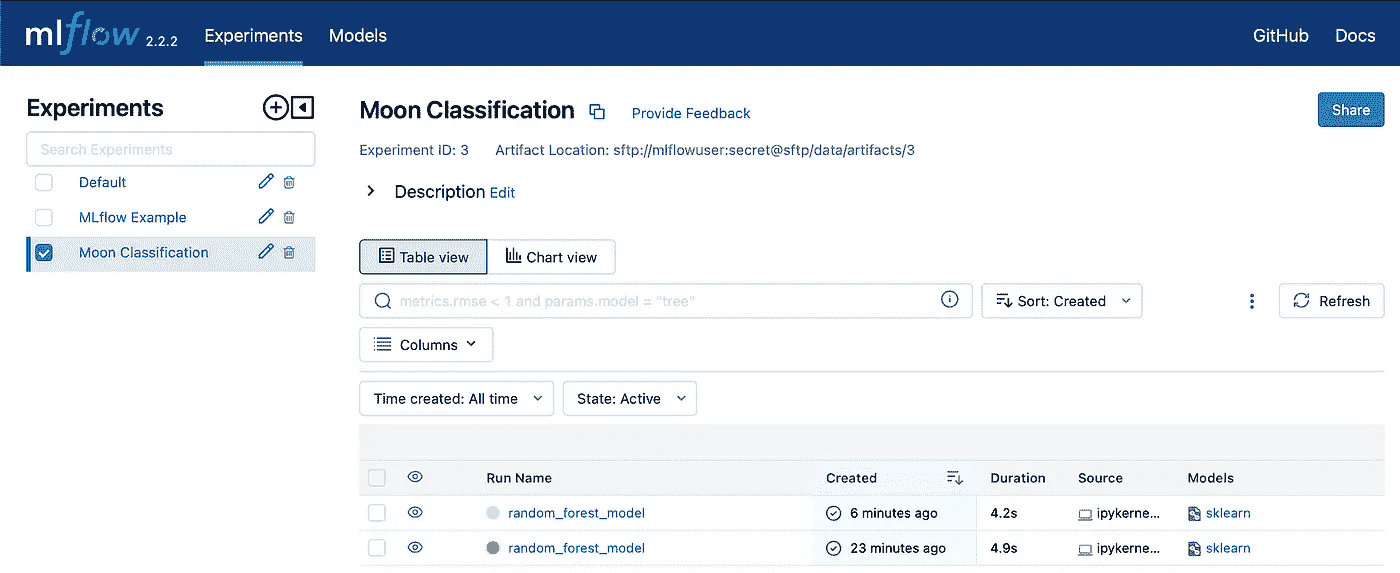 mlflow 2.2.2 Experiments Models GitHub Docs
Experiments
Search Experiments
Default
MLflow Example
Moon Classification
Moon Classification Provide Feedback Share
Experiment ID: 3 Artifact Location: sftp://mlflowuser:secret@sftp/data/artifacts/3
Description Edit
Table view Chart view
metrics.rmse < 1 and params.model = "tree" Sort: Created Refresh
Columns
Time created: All time State: Active
Run Name Created Duration Source Models
random_forest_model 6 minutes ago 4.2s ipykerne... sklearn
random_forest_model 23 minutes ago 4.9s ipykerne... sklearn